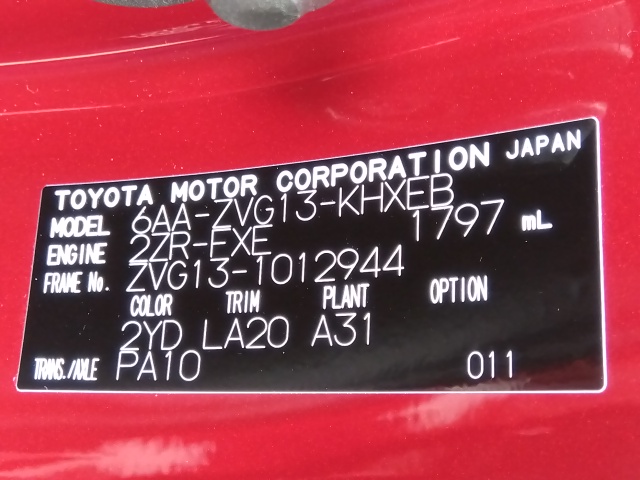 TOYOTA MOTOR CORPORATION JAPAN
MODEL 6AA-ZVG13-KHXEB
ENGINE 2ZR-EXE 1797 mL
FRAME No. ZVG13-1012944
COLOR TRIM PLANT OPTION
2YD LA20 A31
TRANS./AXLE PA10 011